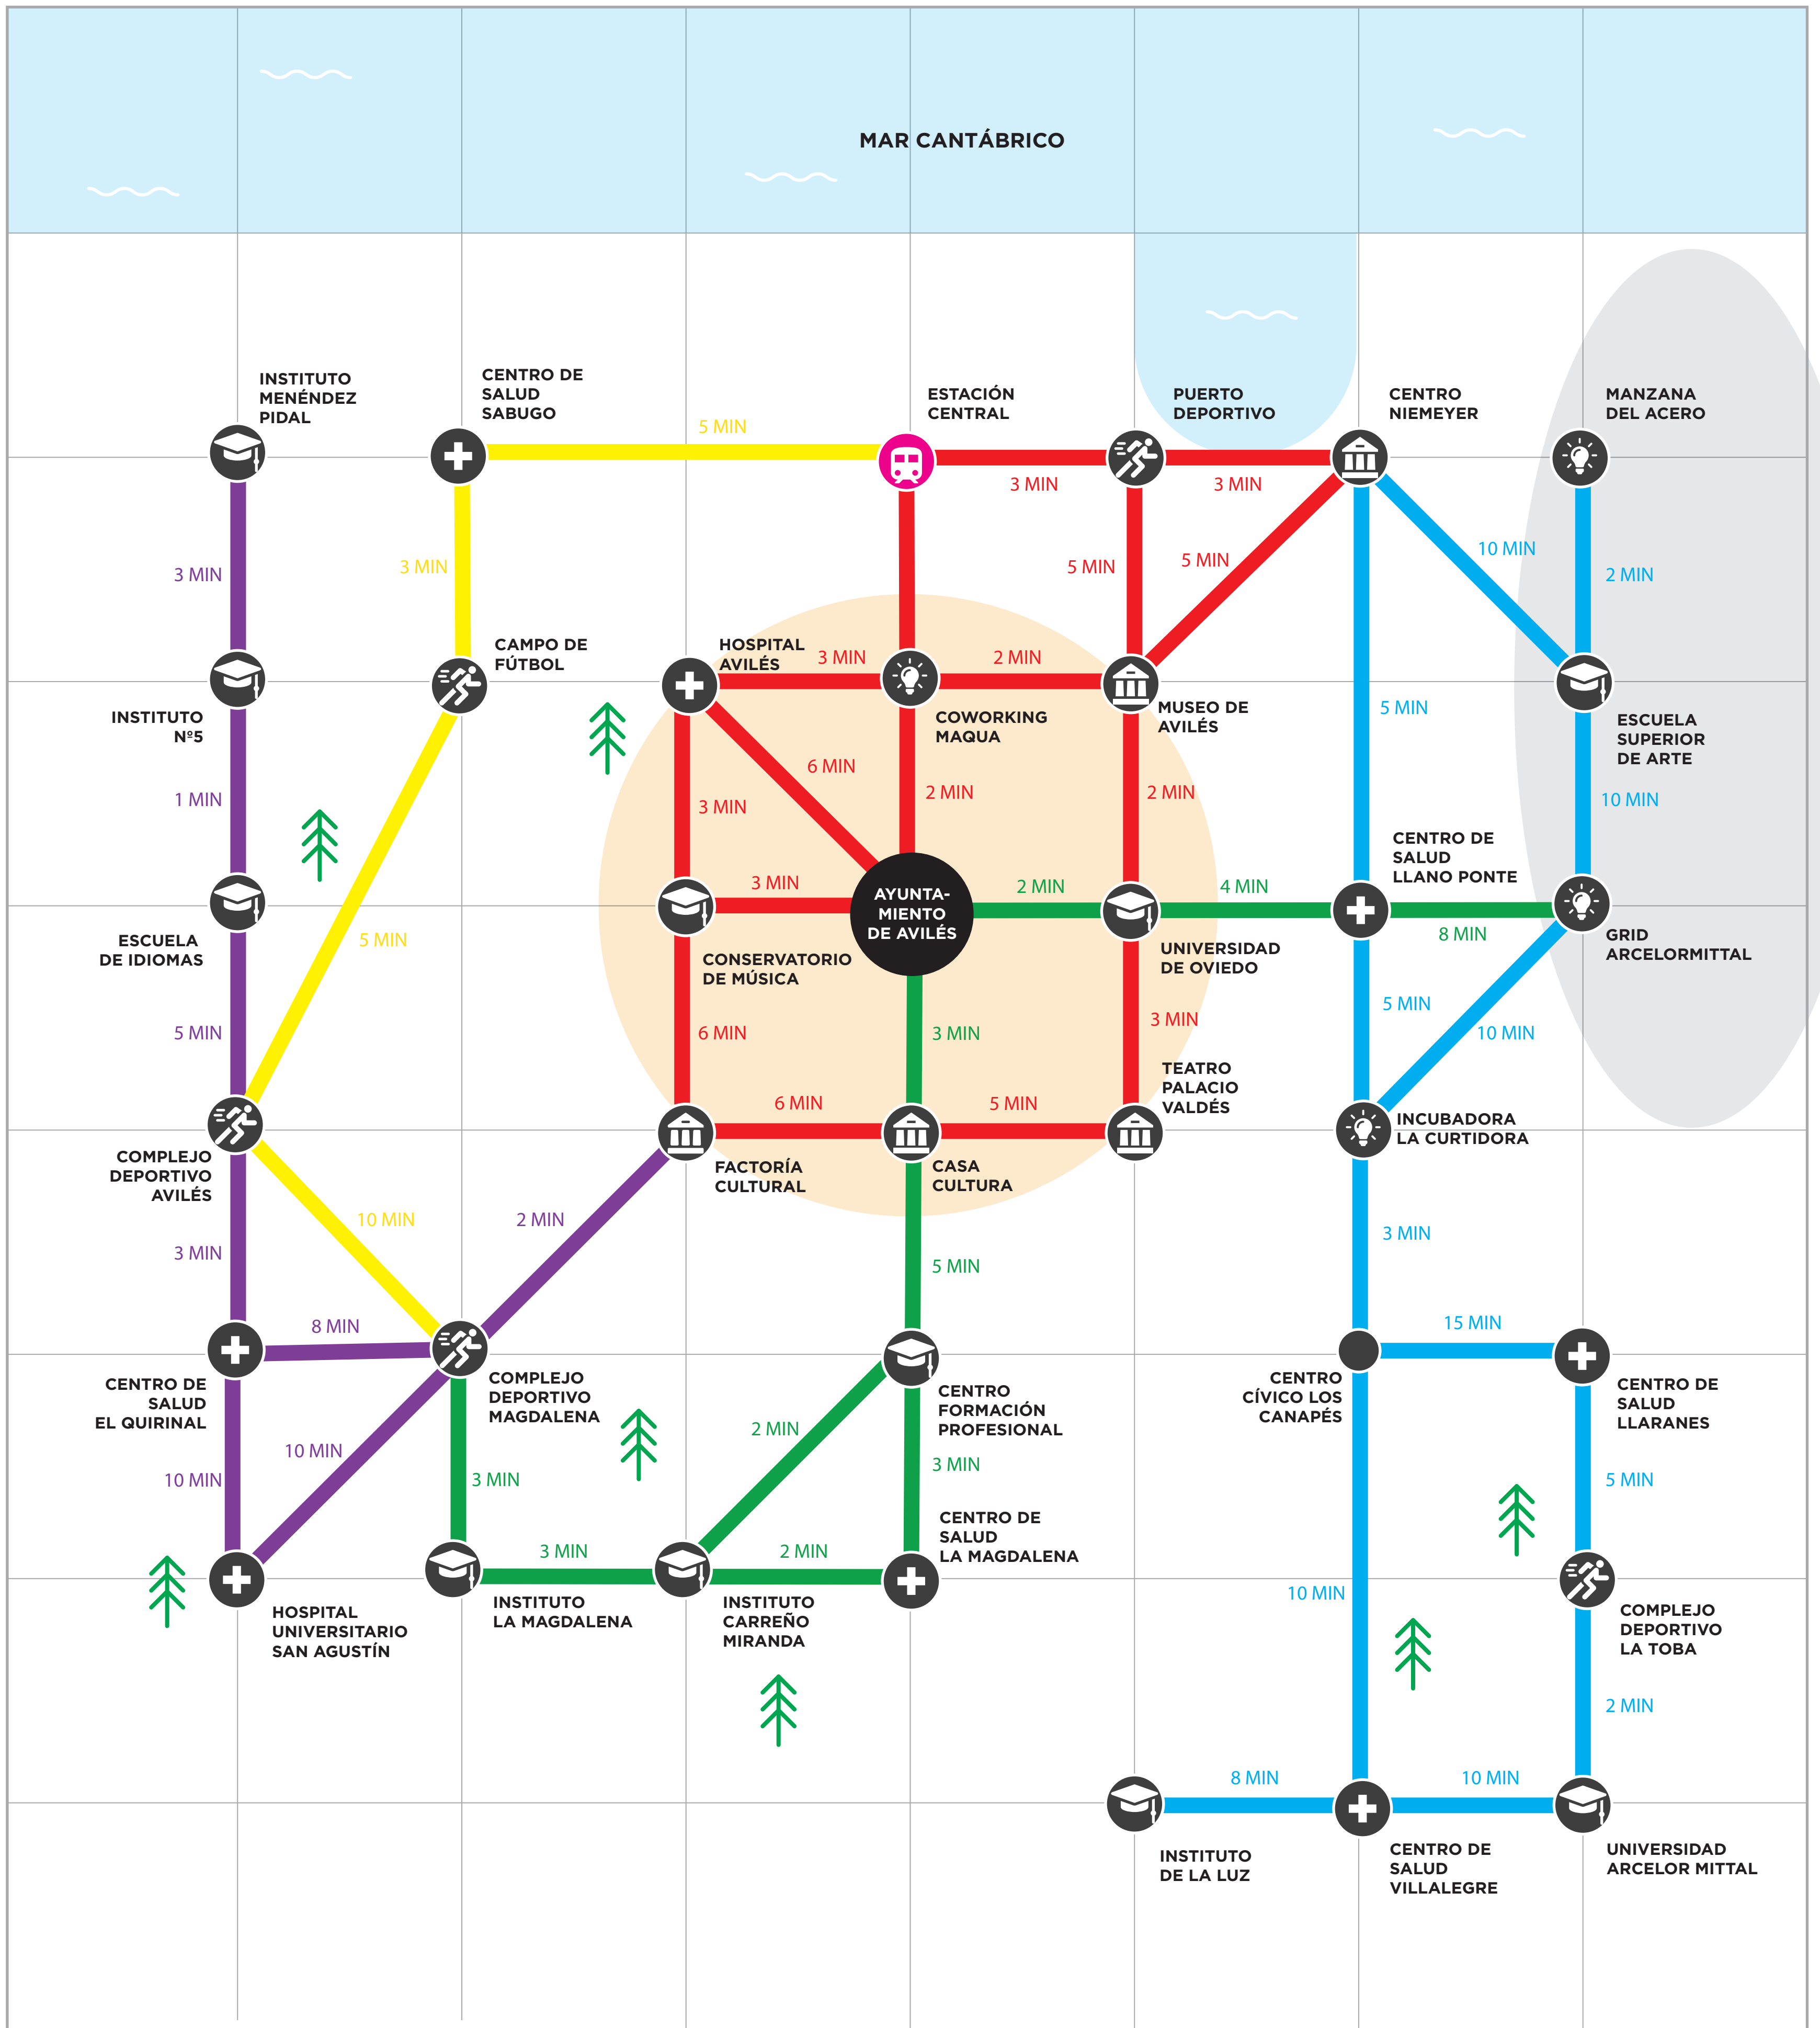 MAR CANTÁBRICO
INSTITUTO
MENÉNDEZ
PIDAL
CENTRO DE
SALUD
SABUGO
5 MIN
ESTACIÓN
CENTRAL
PUERTO
DEPORTIVO
CENTRO
NIEMEYER
MANZANA
DEL ACERO
3 MIN
3 MIN
3 MIN
3 MIN
5 MIN
5 MIN
10 MIN
2 MIN
CAMPO DE
FÚTBOL
HOSPITAL
AVILÉS
3 MIN
2 MIN
INSTITUTO
Nº5
COWORKING
MAQUA
MUSEO DE
AVILÉS
5 MIN
ESCUELA
SUPERIOR
DE ARTE
6 MIN
1 MIN
3 MIN
2 MIN
2 MIN
10 MIN
CENTRO DE
SALUD
LLANO PONTE
3 MIN
AYUNTA-
MIENTO
DE AVILÉS
2 MIN
4 MIN
8 MIN
ESCUELA
DE IDIOMAS
5 MIN
CONSERVATORIO
DE MÚSICA
UNIVERSIDAD
DE OVIEDO
GRID
ARCELORMITTAL
5 MIN
6 MIN
3 MIN
3 MIN
5 MIN
10 MIN
6 MIN
5 MIN
TEATRO
PALACIO
VALDÉS
INCUBADORA
LA CURTIDORA
COMPLEJO
DEPORTIVO
AVILÉS
FACTORÍA
CULTURAL
CASA
CULTURA
10 MIN
2 MIN
3 MIN
3 MIN
5 MIN
8 MIN
15 MIN
CENTRO DE
SALUD
EL QUIRINAL
COMPLEJO
DEPORTIVO
MAGDALENA
CENTRO
FORMACIÓN
PROFESIONAL
CENTRO
CÍVICO LOS
CANAPÉS
CENTRO DE
SALUD
LLARANES
10 MIN
10 MIN
3 MIN
2 MIN
3 MIN
5 MIN
3 MIN
2 MIN
CENTRO DE
SALUD
LA MAGDALENA
10 MIN
HOSPITAL
UNIVERSITARIO
SAN AGUSTÍN
INSTITUTO
LA MAGDALENA
INSTITUTO
CARREÑO
MIRANDA
COMPLEJO
DEPORTIVO
LA TOBA
2 MIN
8 MIN
10 MIN
INSTITUTO
DE LA LUZ
CENTRO DE
SALUD
VILLALEGRE
UNIVERSIDAD
ARCELOR MITTAL